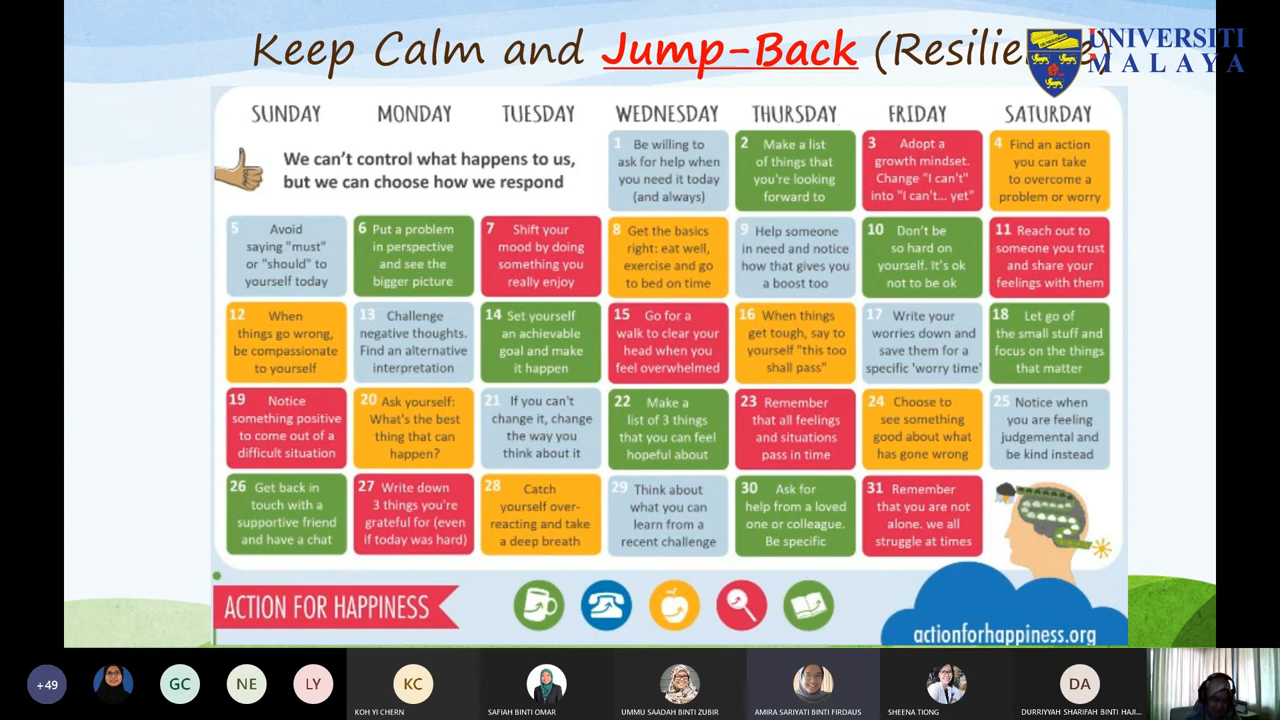 Keep Calm and Jump-Back
UNIVERSITI
MALAYA
SUNDAY MONDAY TUESDAY WEDNESDAY THURSDAY FRIDAY SATURDAY
We can't control what happens to us,
but we can choose how we respond
1 Be willing to
ask for help when
you need it today
(and always)
2 Make a list
of things that
you're looking
forward to
3 Adopt a
growth mindset.
Change "I can't"
into "I can't... yet"
4 Find an action
you can take
to overcome a
problem or worry
5 Avoid
saying "must"
or "should" to
yourself today
6 Put a problem
in perspective
and see the
bigger picture
7 Shift your
mood by doing
something you
really enjoy
8 Get the basics
right: eat well,
exercise and go
to bed on time
9 Help someone
in need and notice
how that gives you
a boost too
10 Don't be
so hard on
yourself. It's ok
not to be ok
11 Reach out to
someone you trust
and share your
feelings with them
12 When
things go wrong,
be compassionate
to yourself
13 Challenge
negative thoughts.
Find an alternative
interpretation
14 Set yourself
an achievable
goal and make
it happen
15 Go for a
walk to clear your
head when you
feel overwhelmed
16 When things
get tough, say to
yourself "this too
shall pass"
17 Write your
worries down and
save them for a
specific 'worry time'
18 Let go of
the small stuff and
focus on the things
that matter
19 Notice
something positive
to come out of a
difficult situation
20 Ask yourself:
What's the best
thing that can
happen?
21 If you can't
change it, change
the way you
think about it
22 Make a
list of 3 things
that you can feel
hopeful about
23 Remember
that all feelings
and situations
pass in time
24 Choose to
see something
good about what
has gone wrong
25 Notice when
you are feeling
judgemental and
be kind instead
26 Get back in
touch with a
supportive friend
and have a chat
27 Write down
3 things you're
grateful for (even
if today was hard)
28 Catch
yourself over-
reacting and take
a deep breath
29 Think about
what you can
learn from a
recent challenge
30 Ask for
help from a loved
one or colleague.
Be specific
31 Remember
that you are not
alone. we all
struggle at times
ACTION FOR HAPPINESS
actionforhappiness.org
+49
GC
NE
LY
KC
DA
KOH YI CHERN
SAFIAH BINTI OMAR
UMMU SAADAH BINTI ZUBIR
AMIRA SARIYATI BINTI FIRDAUS
SHEENA TIONG
DURRIYYAH SHARIFAH BINTI HAJI...